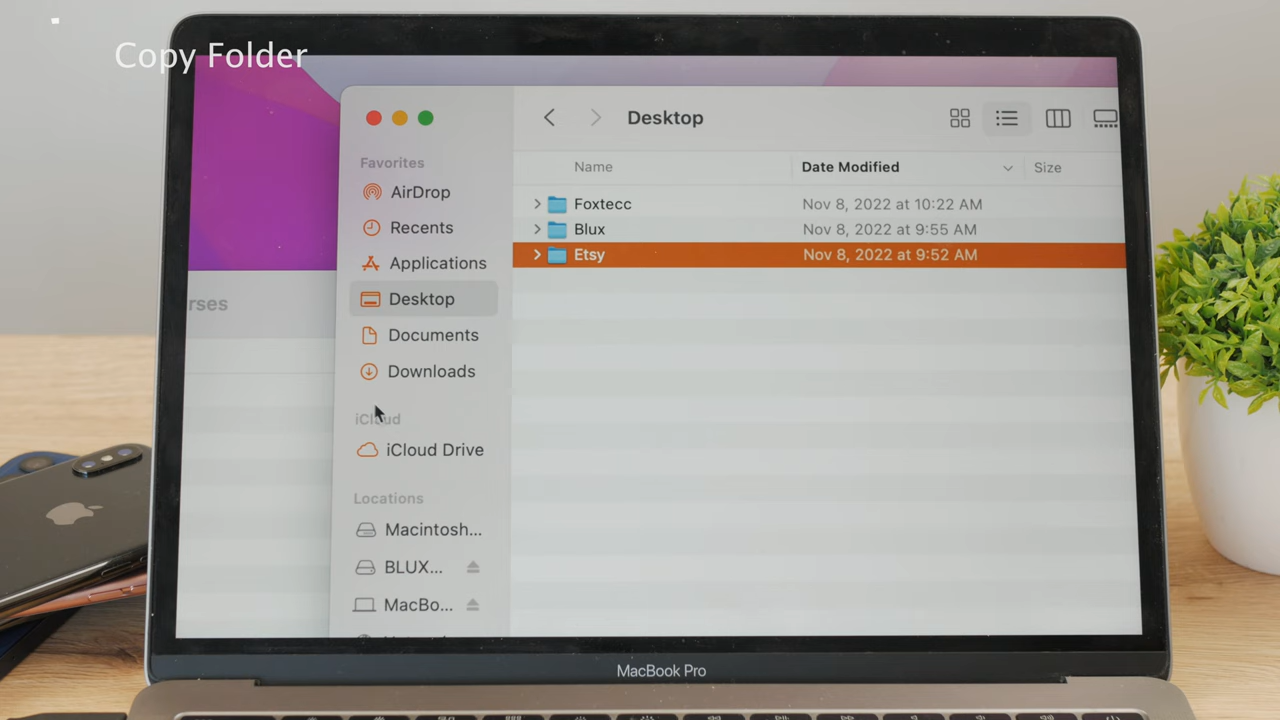 Copy Folder
Desktop
Favorites
Name
Date Modified
Size
AirDrop
Foxtecc
Nov 8, 2022 at 10:22 AM
Recents
Blux
Nov 8, 2022 at 9:55 AM
Applications
Etsy
Nov 8, 2022 at 9:52 AM
Desktop
rses
Documents
Downloads
iCloud
iCloud Drive
Locations
Macintosh...
BLUX...
MacBo...
MacBook Pro